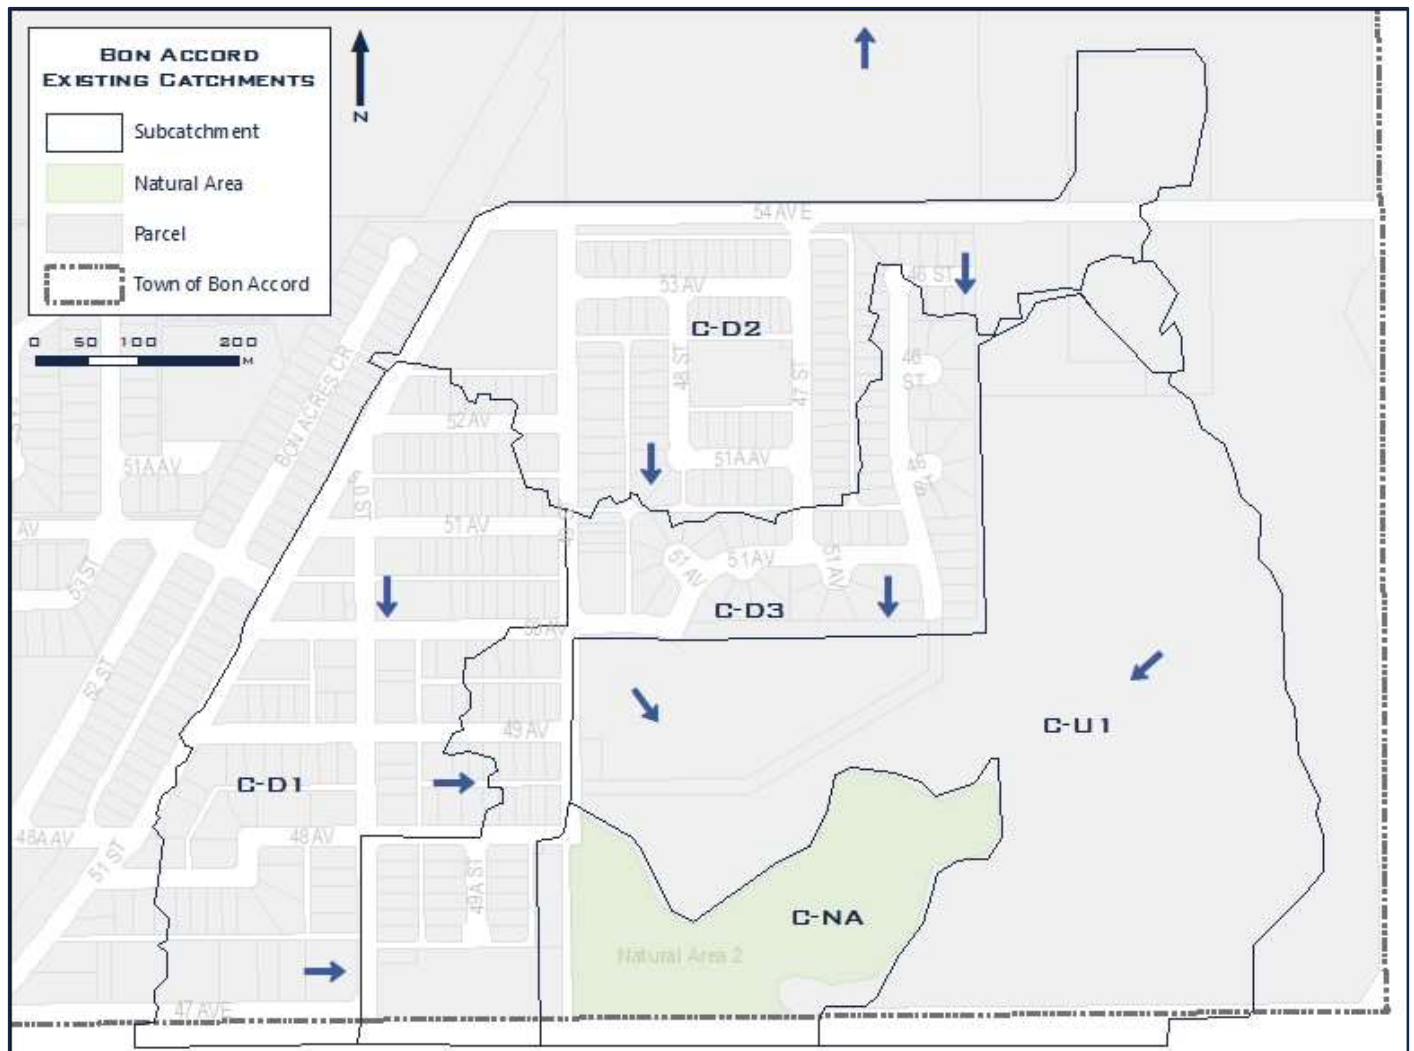 BON ACCORD
EXISTING CATCHMENTS
Subcatchment
Natural Area
Parcel
Town of Bon Accord
N
0 50 100 200
M
54 AVE
46 ST
53 AV
C-D2
48 ST
47 ST
46
ST
BON ACRES CR
52 AV
51A AV
51A AV
50 ST
AV
51 AV
51 AV
51 AV
51 AV
53 ST
C-D3
50 AV
52 ST
49 AV
C-U1
C-D1
48A AV
48 AV
51 ST
49A ST
C-NA
Natural Area 2
47 AVE